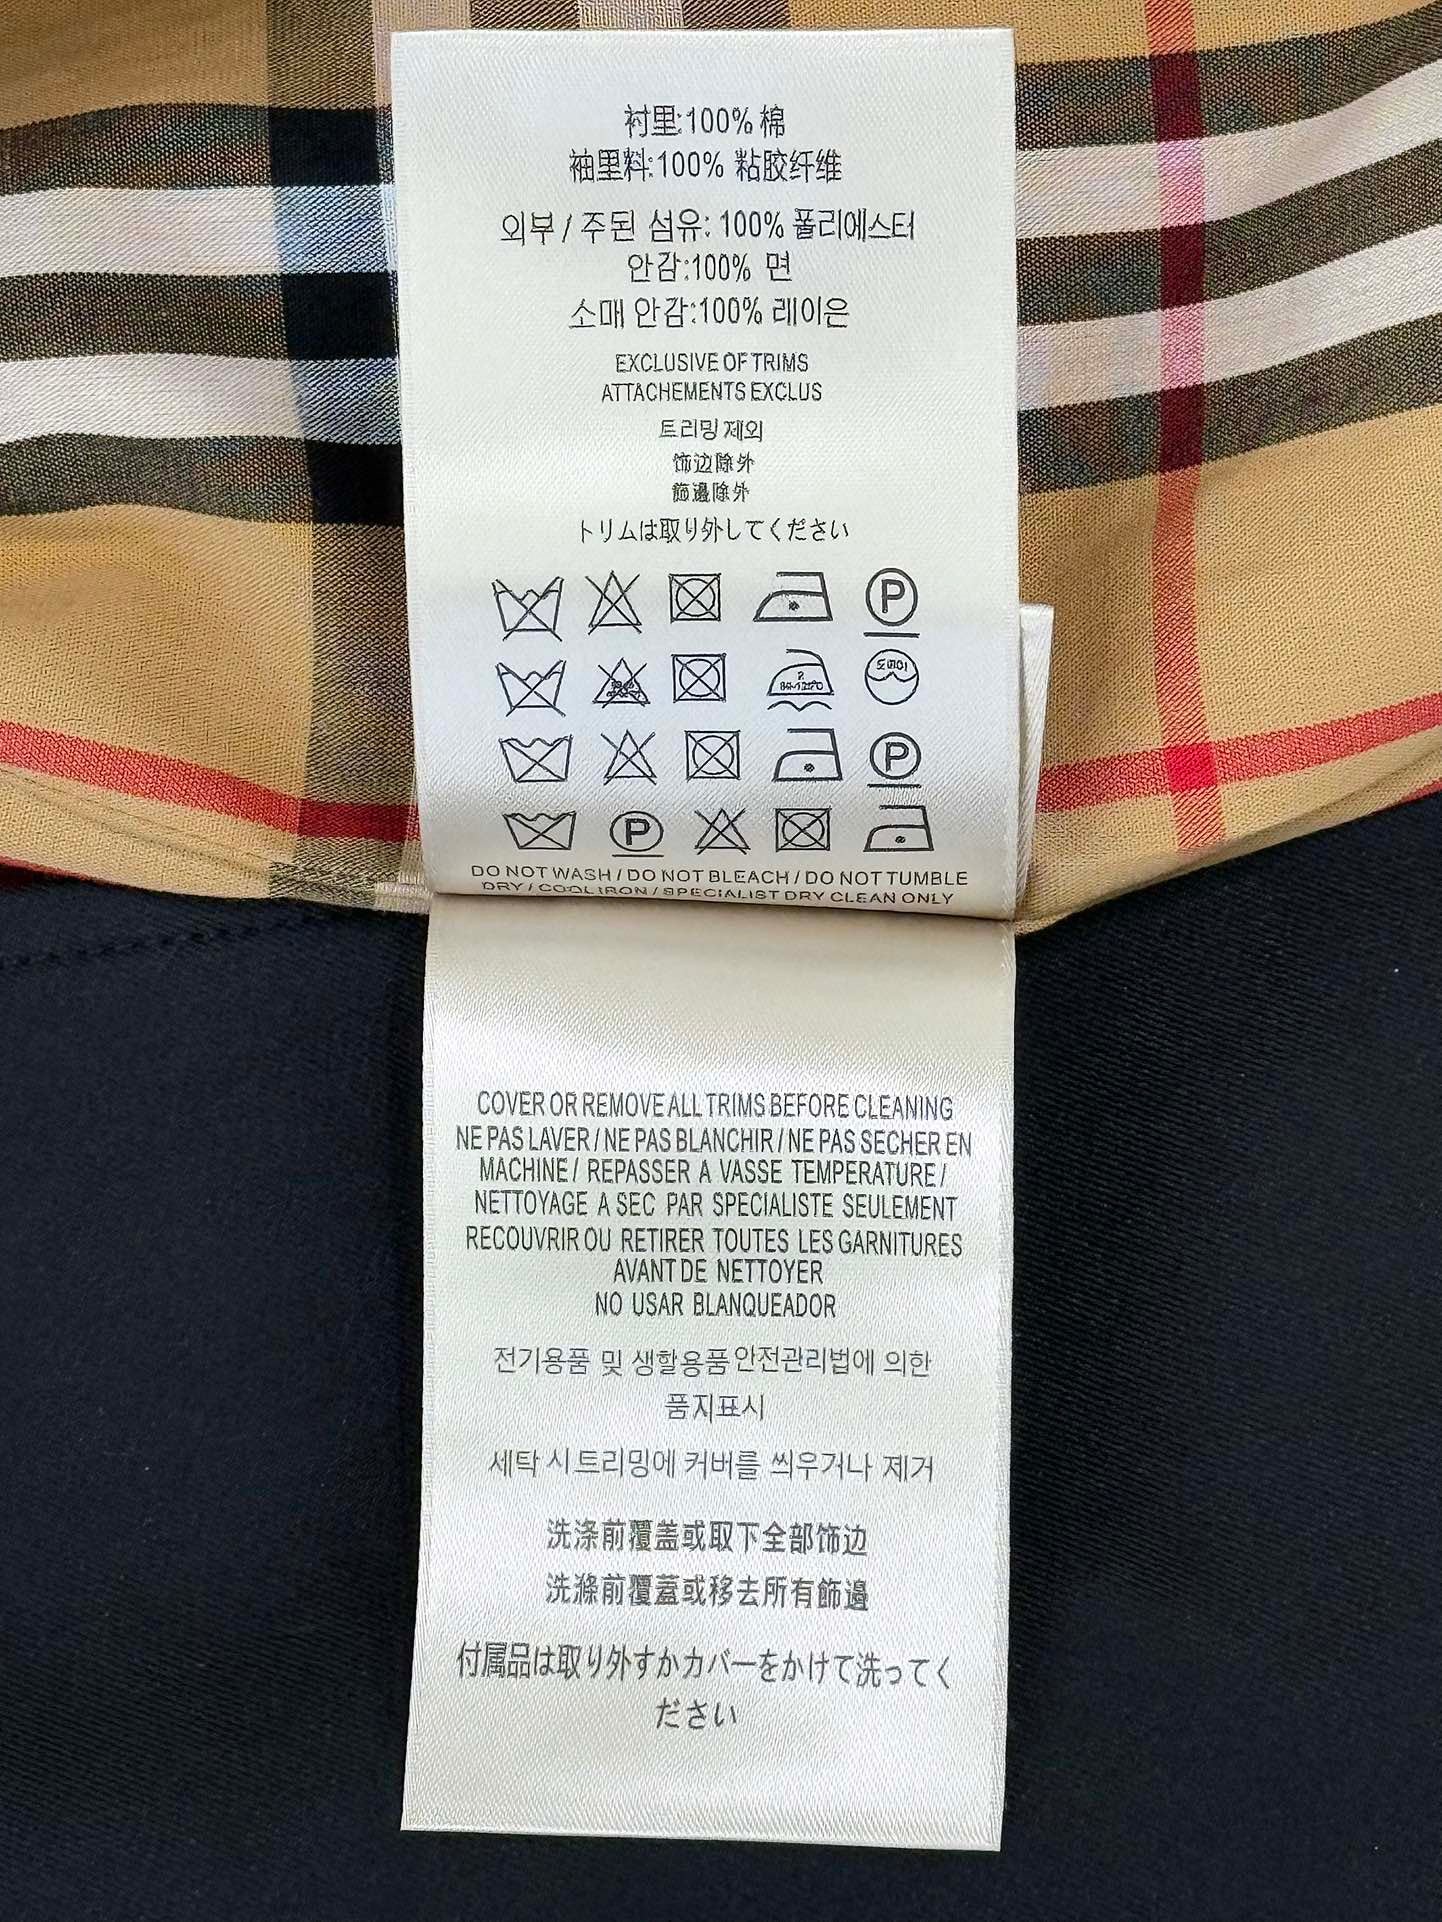 衬里:100% 棉
袖里料:100% 粘胶纤维
외부 / 주된 섬유: 100% 폴리에스터
안감:100% 면
소매 안감:100% 레이온
EXCLUSIVE OF TRIMS
ATTACHEMENTS EXCLUS
트리밍 제외
饰边除外
飾邊除外
トリムは取り外してください
P
P
P
DO NOT WASH / DO NOT BLEACH / DO NOT TUMBLE
DRY / COOL IRON / SPECIALIST DRY CLEAN ONLY
COVER OR REMOVE ALL TRIMS BEFORE CLEANING
NE PAS LAVER / NE PAS BLANCHIR / NE PAS SECHER EN
MACHINE / REPASSER A VASSE TEMPERATURE /
NETTOYAGE A SEC PAR SPECIALISTE SEULEMENT
RECOUVRIR OU RETIRER TOUTES LES GARNITURES
AVANT DE NETTOYER
NO USAR BLANQUEADOR
전기용품 및 생활용품안전관리법에 의한
품지표시
세탁 시 트리밍에 커버를 씌우거나 제거
洗涤前覆盖或取下全部饰边
洗滌前覆蓋或移去所有飾邊
付属品は取り外すかカバーをかけて洗ってく
ださい